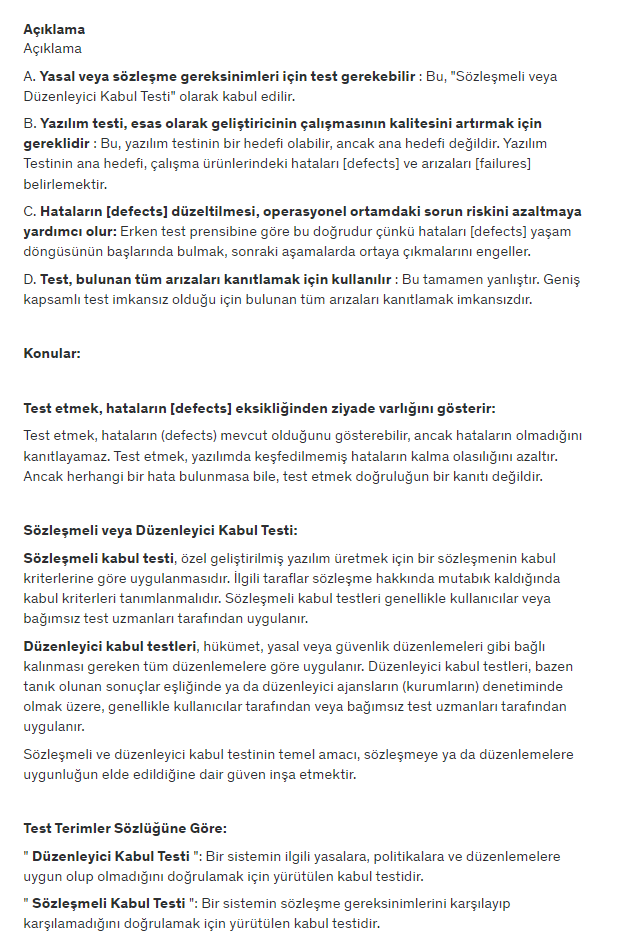 Açıklama
Açıklama
A. Yasal veya sözleşme gereksinimleri için test gerekebilir : Bu, "Sözleşmeli veya
Düzenleyici Kabul Testi" olarak kabul edilir.
B. Yazılım testi, esas olarak geliştiricinin çalışmasının kalitesini artırmak için
gereklidir : Bu, yazılım testinin bir hedefi olabilir, ancak ana hedefi değildir. Yazılım
Testinin ana hedefi, çalışma ürünlerindeki hataları [defects] ve arızaları [failures]
belirlemektir.
C. Hataların [defects] düzeltilmesi, operasyonel ortamdaki sorun riskini azaltmaya
yardımcı olur: Erken test prensibine göre bu doğrudur çünkü hataları [defects] yaşam
döngüsünün başlarında bulmak, sonraki aşamalarda ortaya çıkmalarını engeller.
D. Test, bulunan tüm arızaları kanıtlamak için kullanılır : Bu tamamen yanlıştır. Geniş
kapsamlı test imkansız olduğu için bulunan tüm arızaları kanıtlamak imkansızdır.
Konular:
Test etmek, hataların [defects] eksikliğinden ziyade varlığını gösterir:
Test etmek, hataların (defects) mevcut olduğunu gösterebilir, ancak hataların olmadığını
kanıtlayamaz. Test etmek, yazılımda keşfedilmemiş hataların kalma olasılığını azaltır.
Ancak herhangi bir hata bulunmasa bile, test etmek doğruluğun bir kanıtı değildir.
Sözleşmeli veya Düzenleyici Kabul Testi:
Sözleşmeli kabul testi, özel geliştirilmiş yazılım üretmek için bir sözleşmenin kabul
kriterlerine göre uygulanmasıdır. İlgili taraflar sözleşme hakkında mutabık kaldığında
kabul kriterleri tanımlanmalıdır. Sözleşmeli kabul testleri genellikle kullanıcılar veya
bağımsız test uzmanları tarafından uygulanır.
Düzenleyici kabul testleri, hükümet, yasal veya güvenlik düzenlemeleri gibi bağlı
kalınması gereken tüm düzenlemelere göre uygulanır. Düzenleyici kabul testleri, bazen
tanık olunan sonuçlar eşliğinde ya da düzenleyici ajansların (kurumların) denetiminde
olmak üzere, genellikle kullanıcılar tarafından veya bağımsız test uzmanları tarafından
uygulanır.
Sözleşmeli ve düzenleyici kabul testinin temel amacı, sözleşmeye ya da düzenlemelere
uygunluğun elde edildiğine dair güven inşa etmektir.
Test Terimler Sözlüğüne Göre:
" Düzenleyici Kabul Testi ": Bir sistemin ilgili yasalara, politikalara ve düzenlemelere
uygun olup olmadığını doğrulamak için yürütülen kabul testidir.
" Sözleşmeli Kabul Testi ": Bir sistemin sözleşme gereksinimlerini karşılayıp
karşılamadığını doğrulamak için yürütülen kabul testidir.